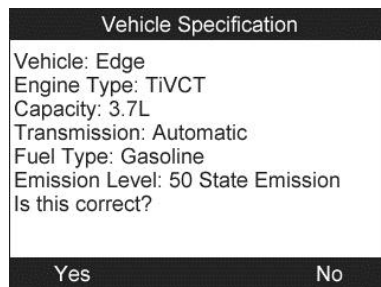 Vehicle Specification
Vehicle: Edge
Engine Type: TiVCT
Capacity: 3.7L
Transmission: Automatic
Fuel Type: Gasoline
Emission Level: 50 State Emission
Is this correct?
Yes No